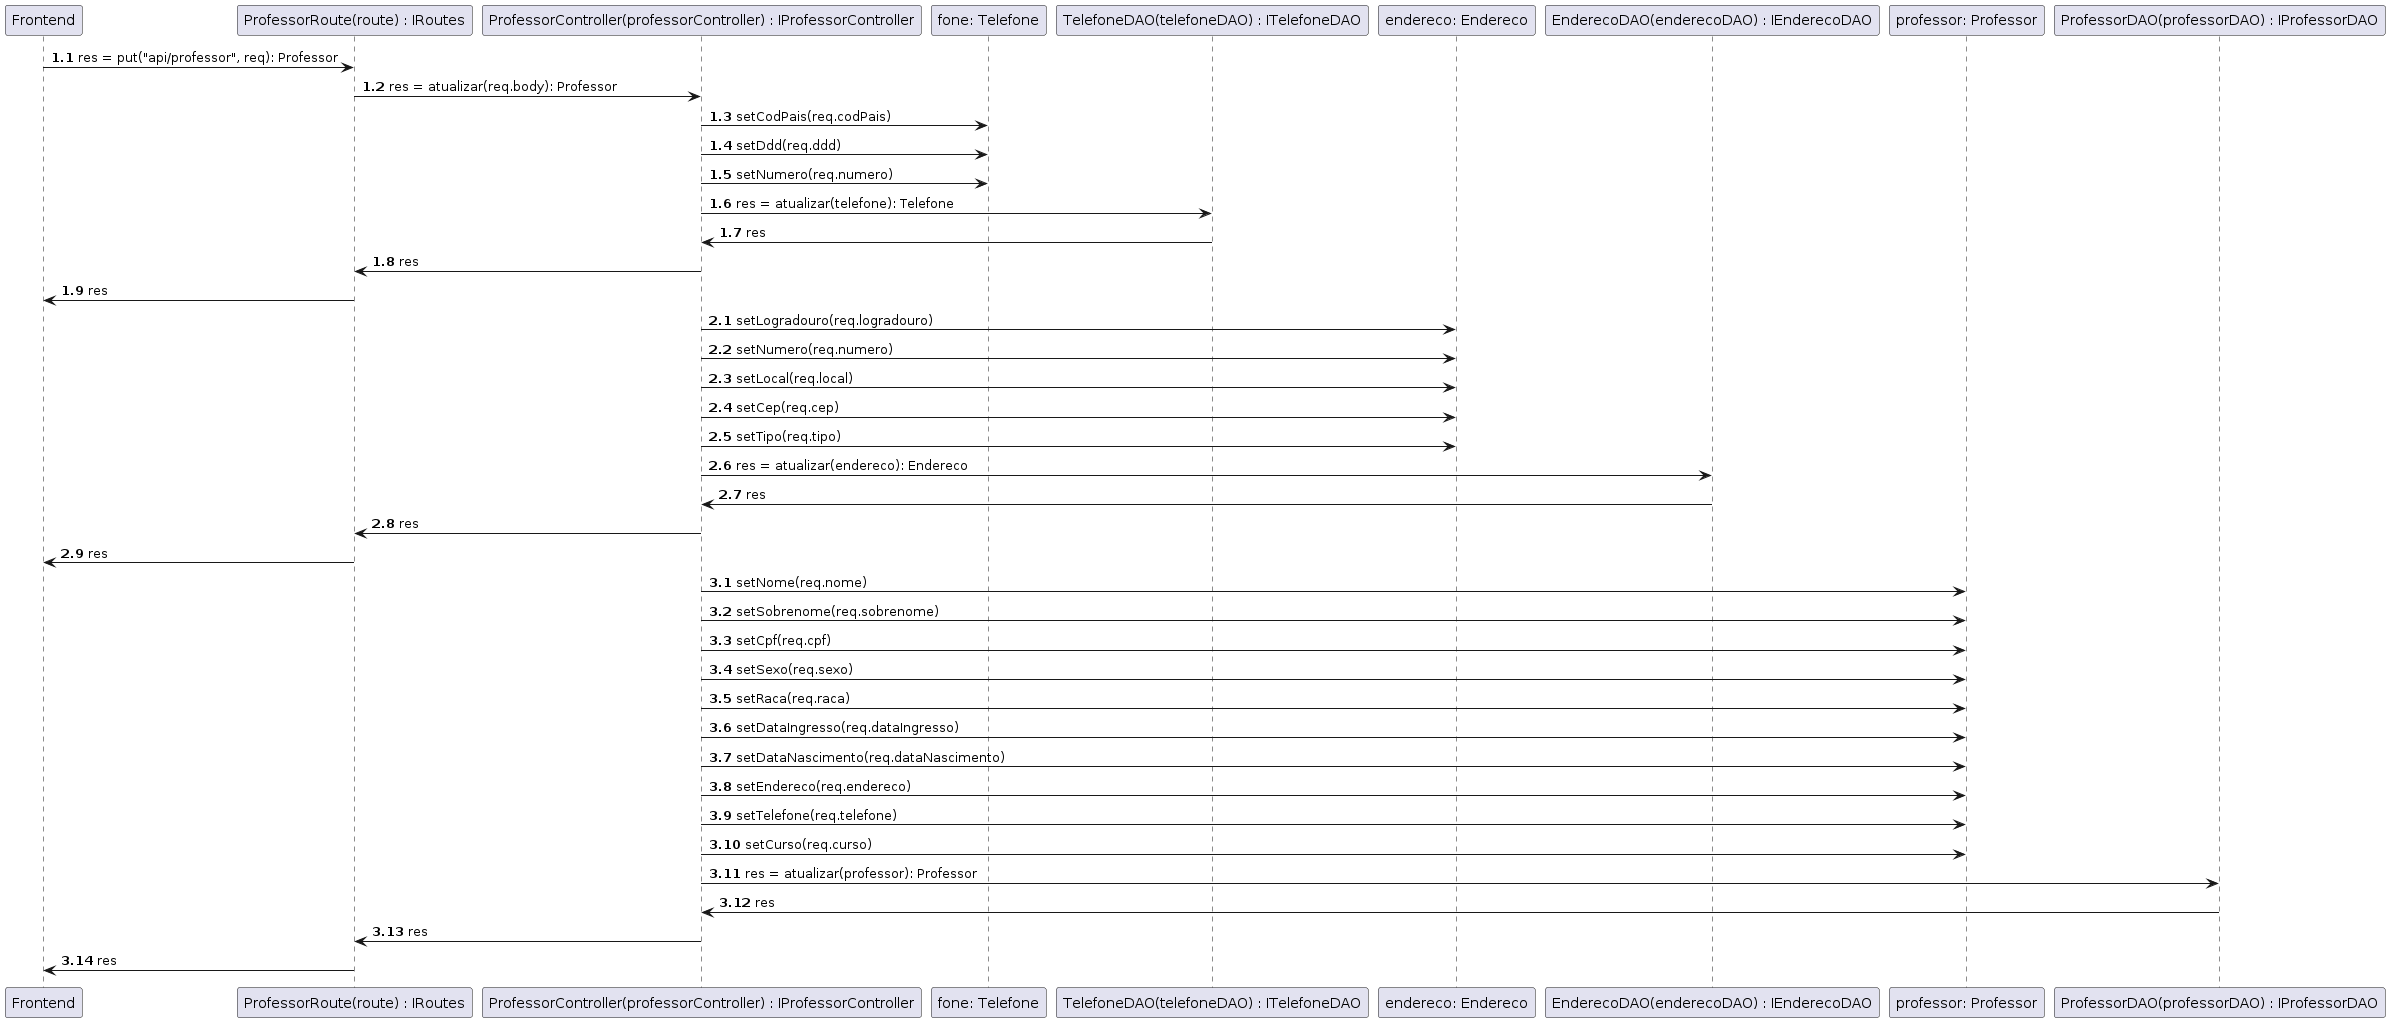 Frontend
ProfessorRoute(route) : IRoutes
ProfessorController(professorController) : IProfessorController
fone: Telefone
TelefoneDAO(telefoneDAO) : ITelefoneDAO
endereco: Endereco
EnderecoDAO(enderecoDAO) : IEnderecoDAO
professor: Professor
ProfessorDAO(professorDAO) : IProfessorDAO
1.1 res = put("api/professor", req): Professor
1.2 res = atualizar(req.body): Professor
1.3 setCodPais(req.codPais)
1.4 setDdd(req.ddd)
1.5 setNumero(req.numero)
1.6 res = atualizar(telefone): Telefone
1.7 res
1.8 res
1.9 res
2.1 setLogradouro(req.logradouro)
2.2 setNumero(req.numero)
2.3 setLocal(req.local)
2.4 setCep(req.cep)
2.5 setTipo(req.tipo)
2.6 res = atualizar(endereco): Endereco
2.7 res
2.8 res
2.9 res
3.1 setNome(req.nome)
3.2 setSobrenome(req.sobrenome)
3.3 setCpf(req.cpf)
3.4 setSexo(req.sexo)
3.5 setRaca(req.raca)
3.6 setDataIngresso(req.dataIngresso)
3.7 setDataNascimento(req.dataNascimento)
3.8 setEndereco(req.endereco)
3.9 setTelefone(req.telefone)
3.10 setCurso(req.curso)
3.11 res = atualizar(professor): Professor
3.12 res
3.13 res
3.14 res
Frontend
ProfessorRoute(route) : IRoutes
ProfessorController(professorController) : IProfessorController
fone: Telefone
TelefoneDAO(telefoneDAO) : ITelefoneDAO
endereco: Endereco
EnderecoDAO(enderecoDAO) : IEnderecoDAO
professor: Professor
ProfessorDAO(professorDAO) : IProfessorDAO